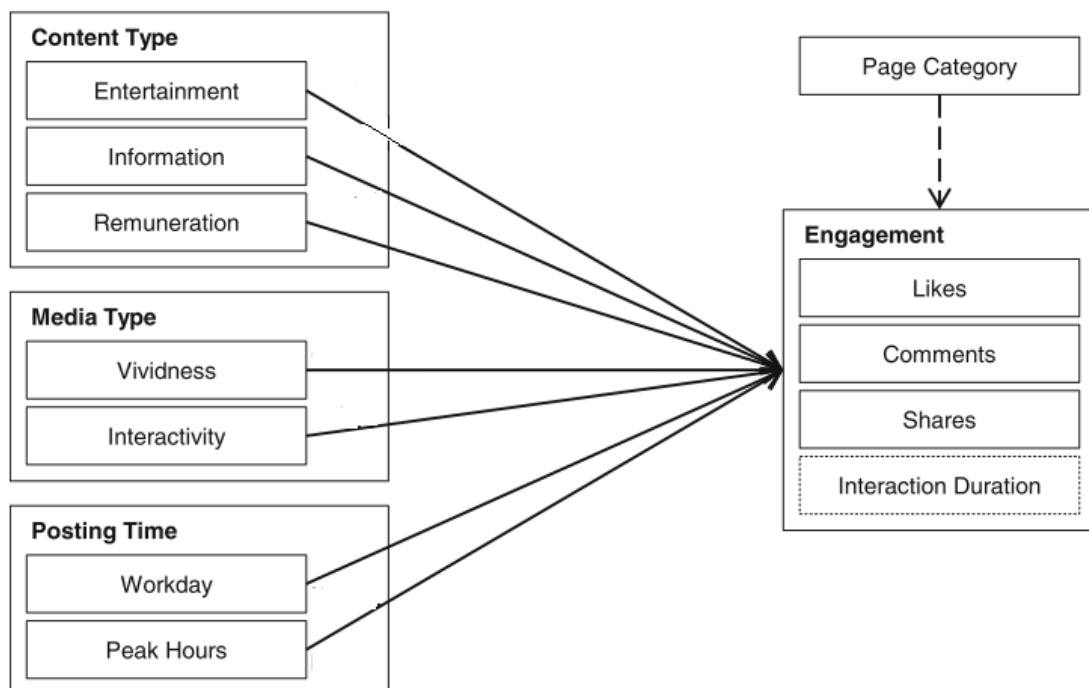 Content Type
Entertainment
Information
Remuneration
Media Type
Vividness
Interactivity
Posting Time
Workday
Peak Hours
Page Category
Engagement
Likes
Comments
Shares
Interaction Duration